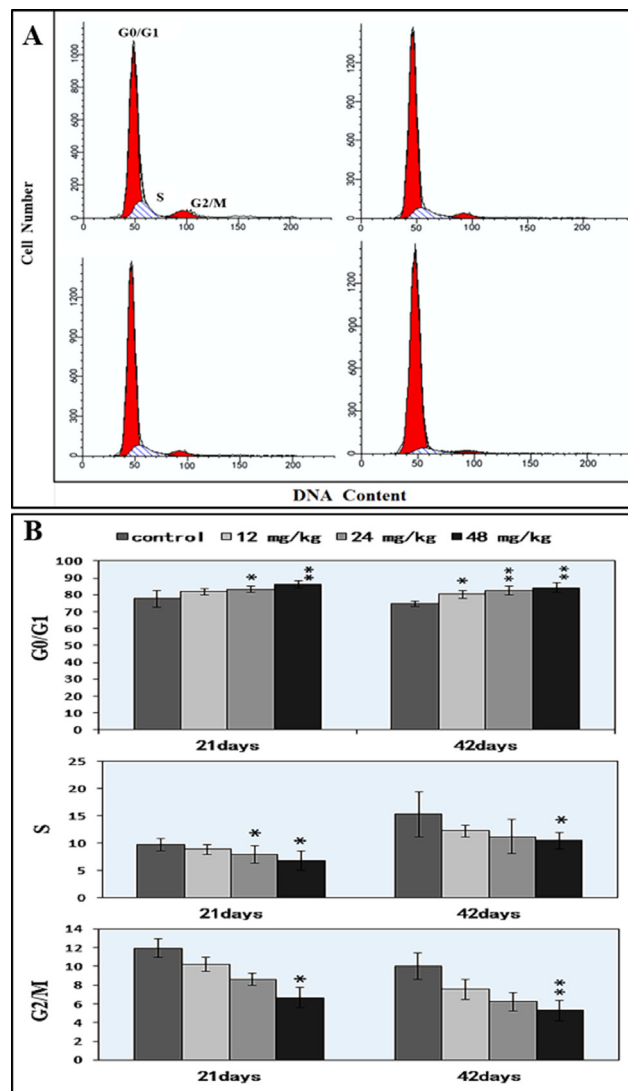 A
G0/G1
S
G2/M
Cell Number
0 200 400 600 800 1000
0 50 100 150 200
0 300 600 900 1200
0 50 100 150 200
0 300 600 900 1200
0 50 100 150 200
0 300 600 900 1200
0 50 100 150 200
DNA Content
B
control 12 mg/kg 24 mg/kg 48 mg/kg
G0/G1
100
90
80
70
60
50
40
30
20
10
0
* ** * ** **
21days 42days
S
25
20
15
10
5
0
* * *
21days 42days
G2/M
14
12
10
8
6
4
2
0
* **
21days 42days